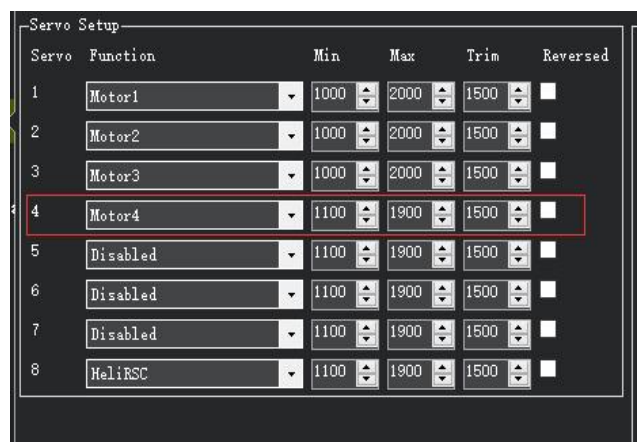 Servo Setup
Servo Function Min Max Trim Reversed
1 Motor1 1000 2000 1500
2 Motor2 1000 2000 1500
3 Motor3 1000 2000 1500
4 Motor4 1100 1900 1500
5 Disabled 1100 1900 1500
6 Disabled 1100 1900 1500
7 Disabled 1100 1900 1500
8 HeliRSC 1100 1900 1500